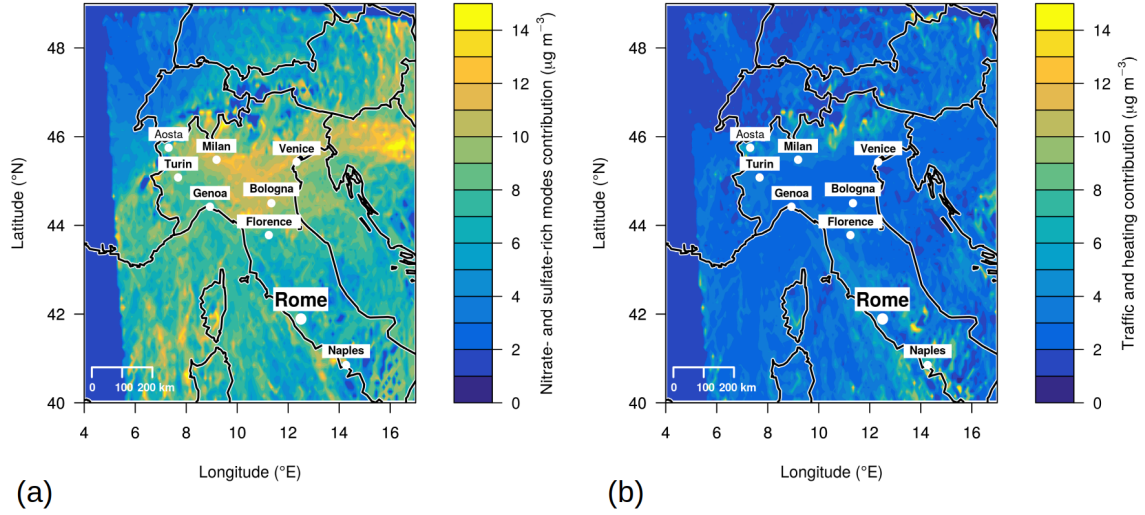 48
46
44
42
40
Latitude (°N)
4
6
8
10
12
14
16
Longitude (°E)
Aosta
Milan
Venice
Turin
Genoa
Bologna
Florence
Rome
Naples
0 100 200 km
14
12
10
8
6
4
2
0
Nitrate- and sulfate-rich modes contribution (μg m⁻³)
(a)
48
46
44
42
40
Latitude (°N)
4
6
8
10
12
14
16
Longitude (°E)
Aosta
Milan
Venice
Turin
Genoa
Bologna
Florence
Rome
Naples
0 100 200 km
14
12
10
8
6
4
2
0
Traffic and heating contribution (μg m⁻³)
(b)